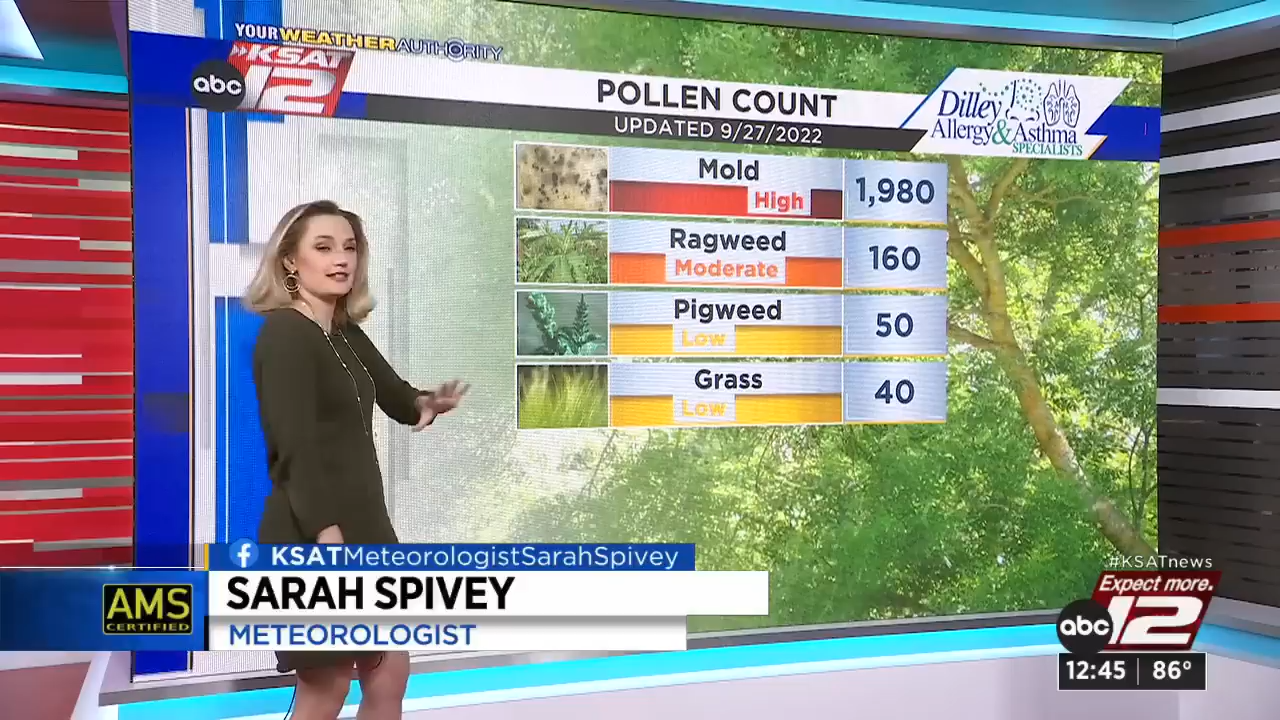 YOUR WEATHER AUTHORITY
KSAT
abc 12
POLLEN COUNT
UPDATED 9/27/2022
Dilley
Allergy & Asthma
SPECIALISTS
Mold
High
1,980
Ragweed
Moderate
160
Pigweed
Low
50
Grass
Low
40
KSATMeteorologistSarahSpivey
AMS
CERTIFIED
SARAH SPIVEY
METEOROLOGIST
#KSATnews
Expect more.
abc 12
12:45 86°